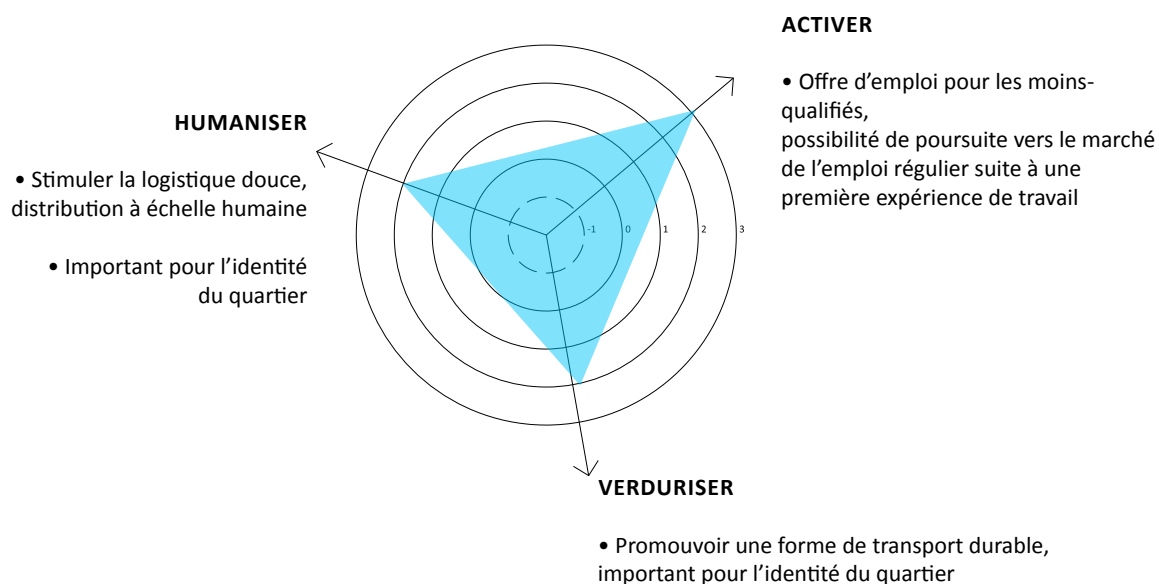 ACTIVER
• Offre d'emploi pour les moins-
qualifiés,
possibilité de poursuite vers le marché
de l'emploi régulier suite à une
première expérience de travail
HUMANISER
• Stimuler la logistique douce,
distribution à échelle humaine
• Important pour l'identité
du quartier
-1 0 1 2 3
VERDURISER
• Promouvoir une forme de transport durable,
important pour l'identité du quartier